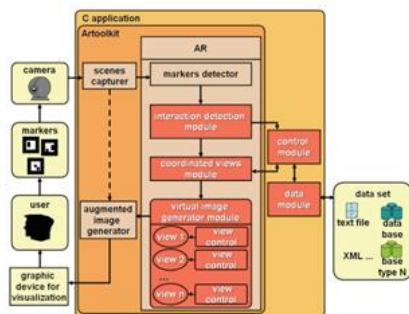 C application
Artoolkit
AR
camera
scenes
capturer
markers detector
markers
interaction detection
module
control
module
coordinated views
module
data
module
data set
text file
data
base
XML ...
base
type N
user
augmented
image
generator
virtual image
generator module
view 1
view control
view 2
view control
...
view n
view control
graphic
device for
visualization